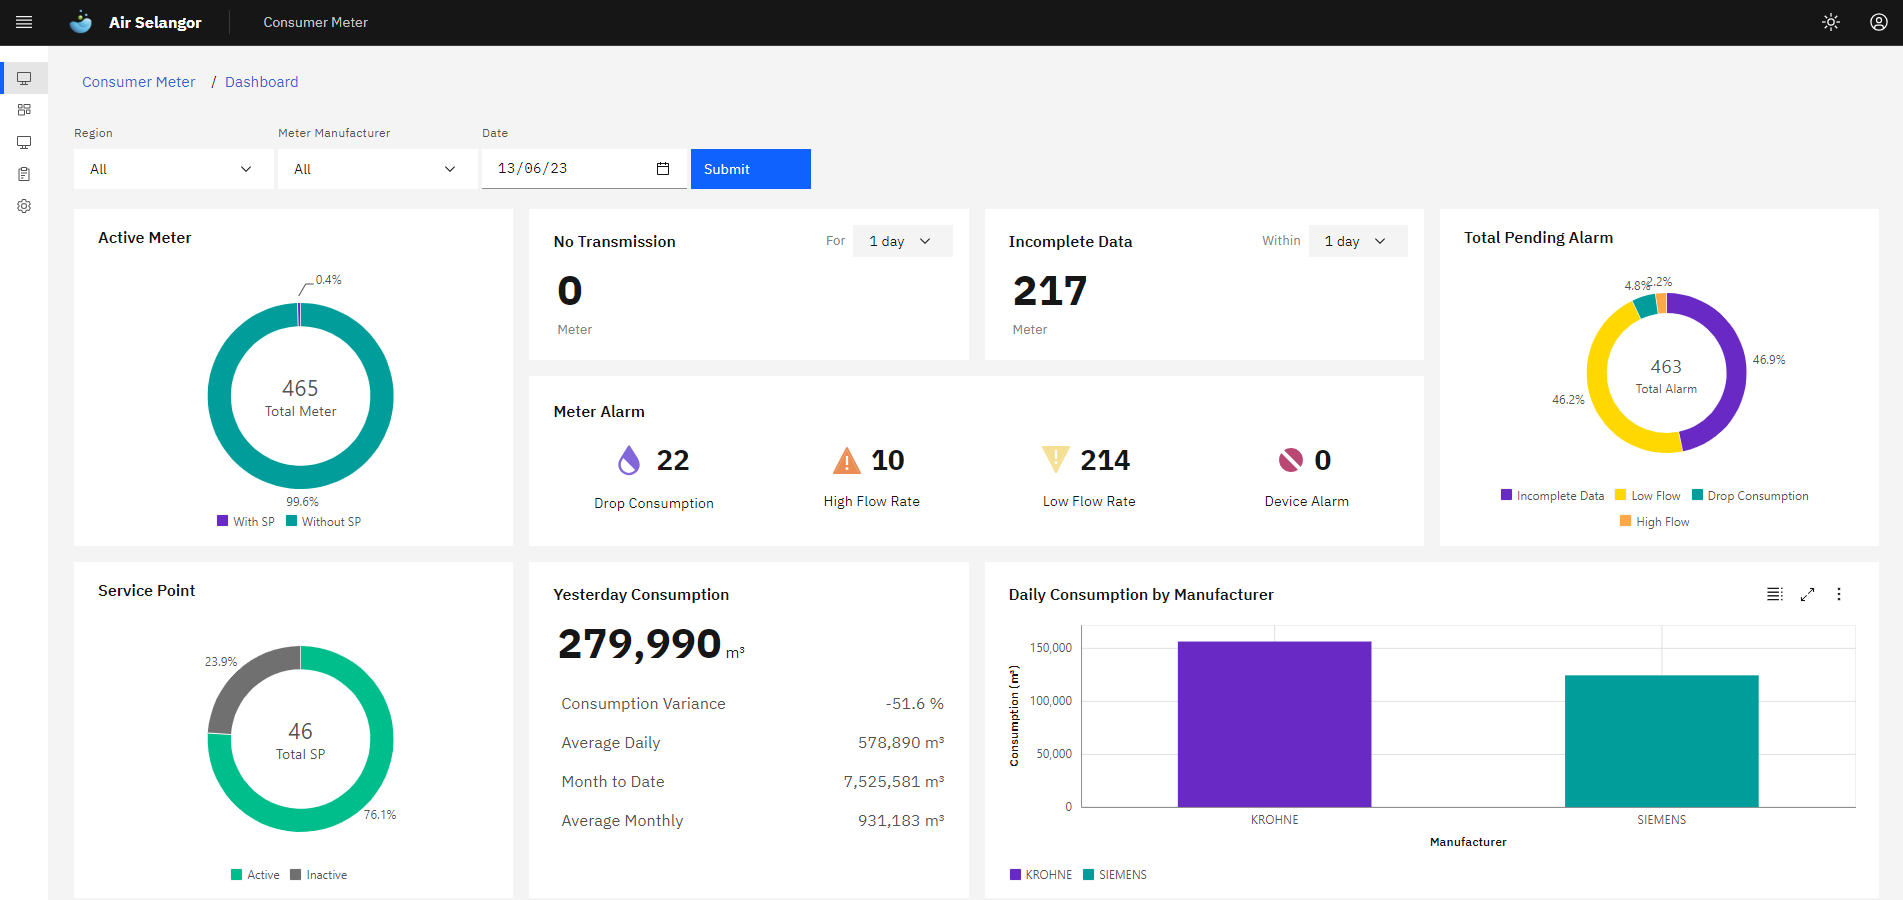 Air Selangor
Consumer Meter
Consumer Meter / Dashboard
Region
All
Meter Manufacturer
All
Date
13/06/23
Submit
Active Meter
0.4%
465
Total Meter
99.6%
With SP
Without SP
No Transmission
For
1 day
0
Meter
Incomplete Data
Within
1 day
217
Meter
Total Pending Alarm
4.8%
2.2%
463
Total Alarm
46.9%
46.2%
Incomplete Data
Low Flow
Drop Consumption
High Flow
Meter Alarm
22
Drop Consumption
10
High Flow Rate
214
Low Flow Rate
0
Device Alarm
Service Point
23.9%
46
Total SP
76.1%
Active
Inactive
Yesterday Consumption
279,990 m³
Consumption Variance -51.6 %
Average Daily 578,890 m³
Month to Date 7,525,581 m³
Average Monthly 931,183 m³
Daily Consumption by Manufacturer
Consumption (m³)
150,000
100,000
50,000
0
KROHNE
SIEMENS
Manufacturer
KROHNE
SIEMENS